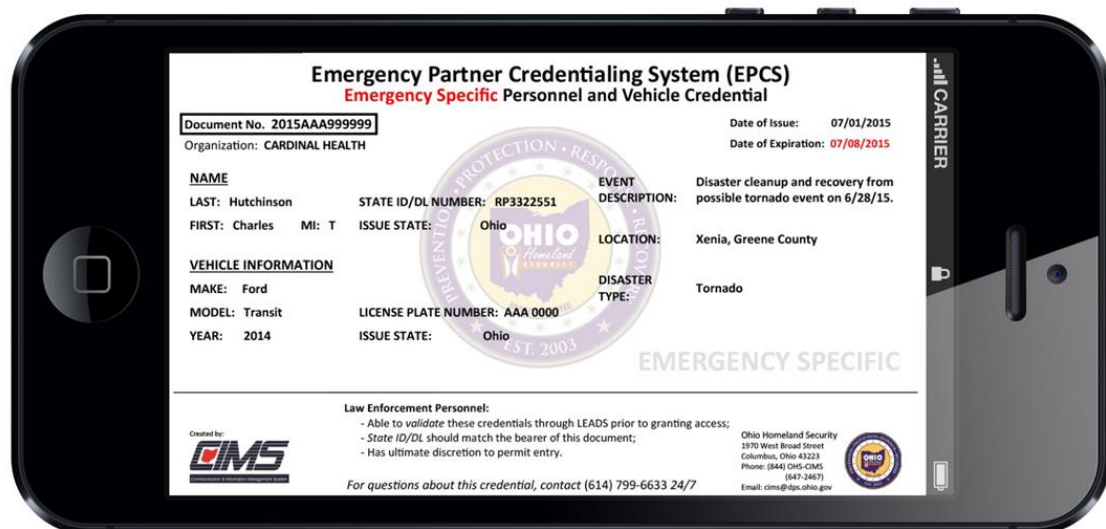 Emergency Partner Credentialing System (EPCS)
Emergency Specific Personnel and Vehicle Credential
Document No. 2015AAA999999
Organization: CARDINAL HEALTH
Date of Issue: 07/01/2015
Date of Expiration: 07/08/2015
NAME
LAST: Hutchinson
FIRST: Charles MI: T
STATE ID/DL NUMBER: RP3322551
ISSUE STATE: Ohio
VEHICLE INFORMATION
MAKE: Ford
MODEL: Transit
YEAR: 2014
LICENSE PLATE NUMBER: AAA 0000
ISSUE STATE: Ohio
EVENT DESCRIPTION: Disaster cleanup and recovery from
possible tornado event on 6/28/15.
LOCATION: Xenia, Greene County
DISASTER TYPE: Tornado
PREVENTION • PROTECTION • RESPONSE • RECOVERY
OHIO
Homeland
SECURITY
EST. 2003
EMERGENCY SPECIFIC
Law Enforcement Personnel:
- Able to validate these credentials through LEADS prior to granting access;
- State ID/DL should match the bearer of this document;
- Has ultimate discretion to permit entry.
For questions about this credential, contact (614) 799-6633 24/7
Created by:
CIMS
Communication & Information Management System
Ohio Homeland Security
1970 West Broad Street
Columbus, Ohio 43223
Phone: (844) OHS-CIMS
(647-2467)
Email: cims@dps.ohio.gov
OHIO
CARRIER